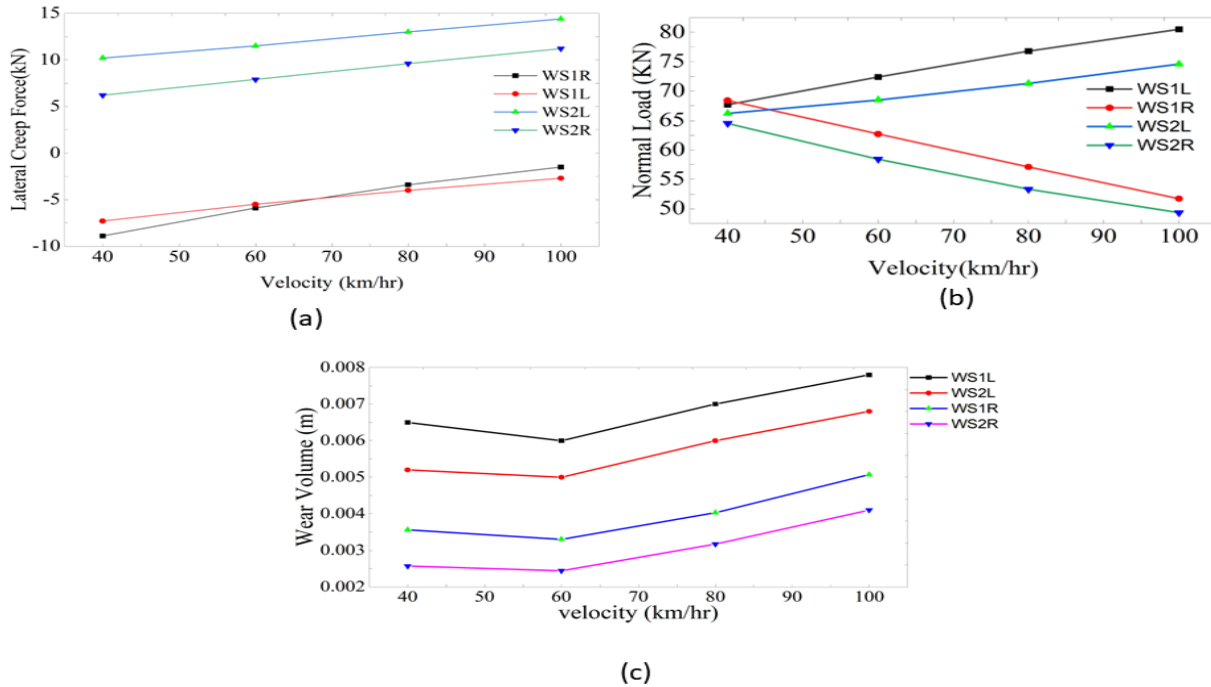 Lateral Creep Force(kN)
15
10
5
0
-5
-10
WS1R
WS1L
WS2L
WS2R
40 50 60 70 80 90 100
Velocity (km/hr)
(a)
Normal Load (KN)
80
75
70
65
60
55
50
WS1L
WS1R
WS2L
WS2R
40 50 60 70 80 90 100
Velocity(km/hr)
(b)
Wear Volume (m)
0.008
0.007
0.006
0.005
0.004
0.003
0.002
WS1L
WS2L
WS1R
WS2R
40 50 60 70 80 90 100
velocity (km/hr)
(c)